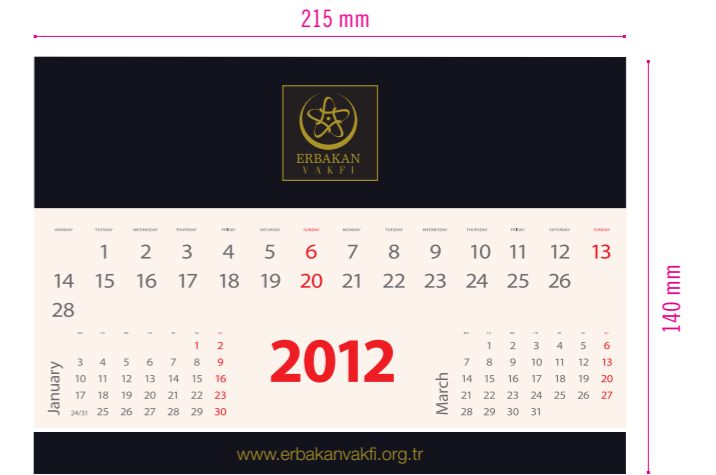 215 mm
ERBAKAN
VAKFI
MONDAY TUESDAY WEDNESDAY THURSDAY FRİDAY SATURDAY SUNDAY MONDAY TUESDAY WEDNESDAY THURSDAY FRİDAY SATURDAY SUNDAY
1 2 3 4 5 6 7 8 9 10 11 12 13
14 15 16 17 18 19 20 21 22 23 24 25 26
28
January
1 2
3 4 5 6 7 8 9
10 11 12 13 14 15 16
17 18 19 20 21 22 23
24/31 25 26 27 28 29 30
2012
March
1 2 3 4 5 6
7 8 9 10 11 12 13
14 15 16 17 18 19 20
21 22 23 24 25 26 27
28 29 30 31
140 mm
www.erbakanvakfi.org.tr